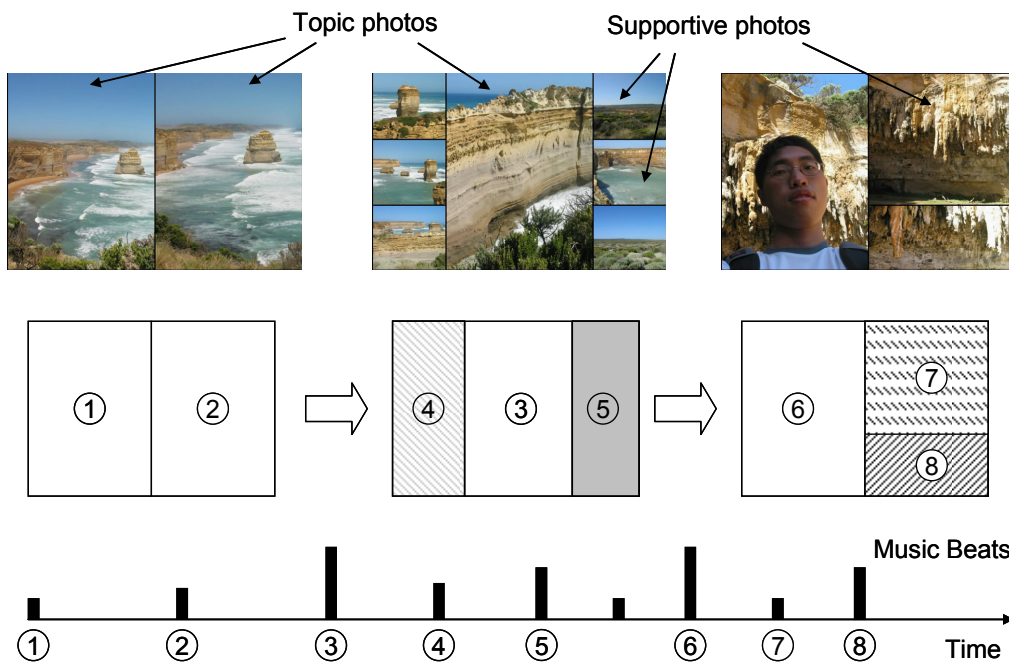 Topic photos
Supportive photos
① ② ④ ③ ⑤ ⑥ ⑦
⑧
Music Beats
① ② ③ ④ ⑤ ⑥ ⑦ ⑧ Time